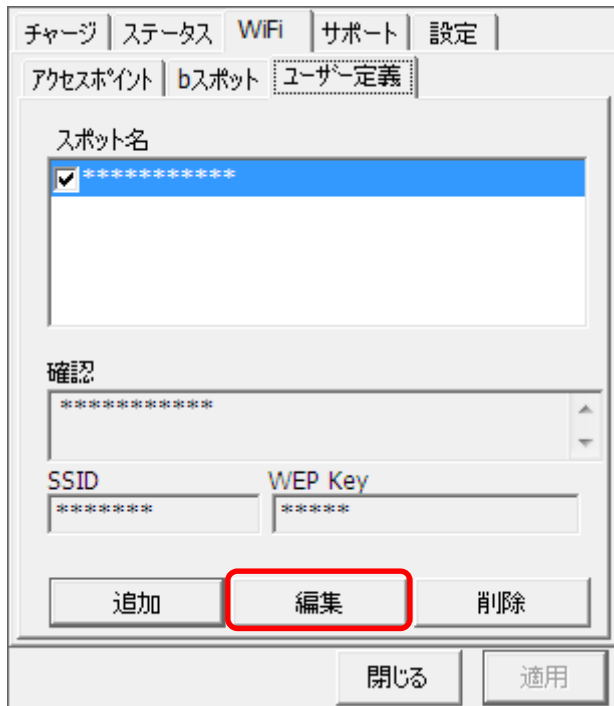 チャージ ステータス WiFi サポート 設定
アクセスポイント bスポット ユーザー定義
スポット名
***********
確認
***********
SSID WEP Key
******* *****
追加 編集 削除
閉じる 適用